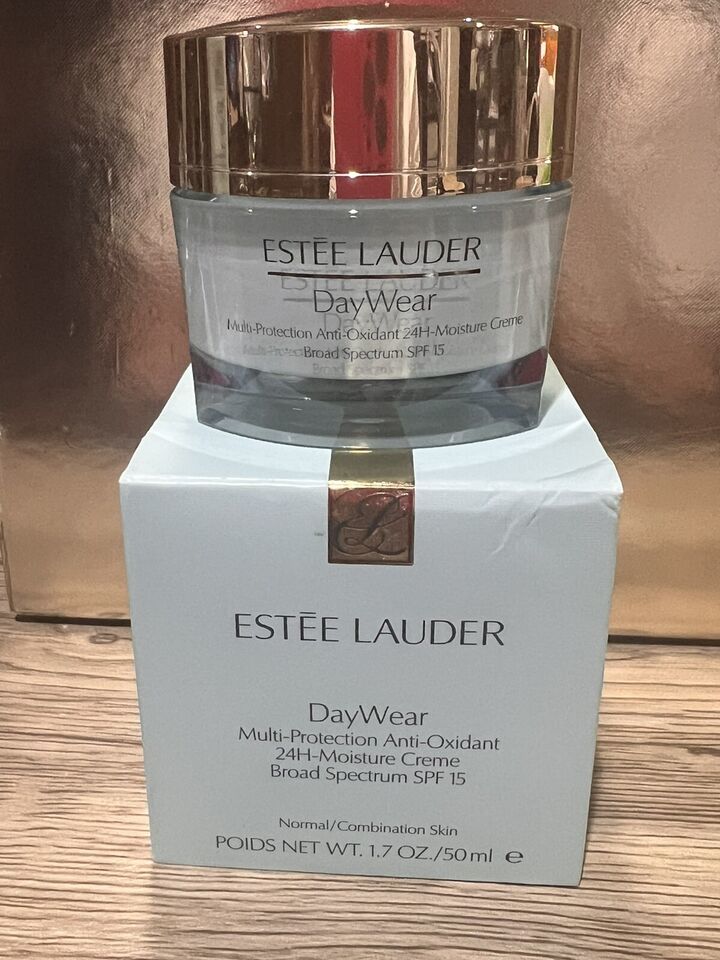 ESTĒE LAUDER
DayWear
Multi-Protection Anti-Oxidant 24H-Moisture Creme
Broad Spectrum SPF 15
ESTĒE LAUDER
DayWear
Multi-Protection Anti-Oxidant
24H-Moisture Creme
Broad Spectrum SPF 15
Normal/Combination Skin
POIDS NET WT. 1.7 OZ./50 ml ℮